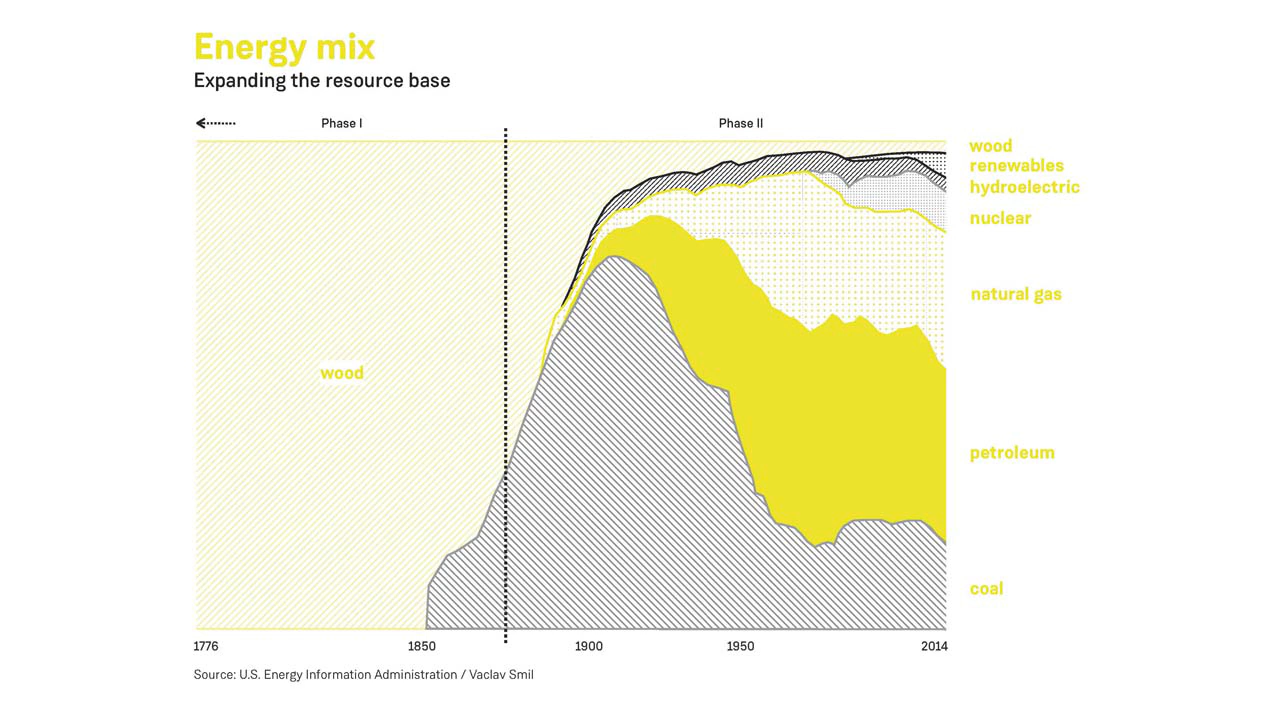 Energy mix
Expanding the resource base
Phase I
Phase II
wood
renewables
hydroelectric
nuclear
natural gas
wood
petroleum
coal
1776
1850
1900
1950
2014
Source: U.S. Energy Information Administration / Vaclav Smil